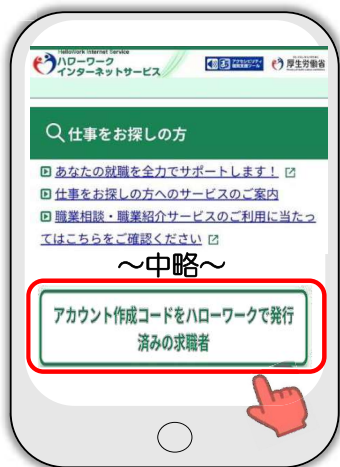 HelloWork Internet Service
ハローワーク
インターネットサービス
厚生労働省
仕事をお探しの方
あなたの就職を全力でサポートします！
仕事をお探しの方へのサービスのご案内
職業相談・職業紹介サービスのご利用に当たっ
てはこちらをご確認ください
～中略～
アカウント作成コードをハローワークで発行
済みの求職者